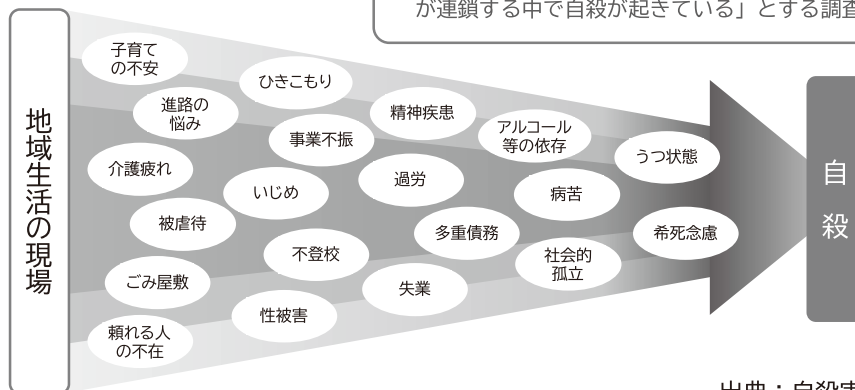 が連鎖する中で自殺が起きている」とする調査
地域生活の現場
子育て
の不安
進路の
悩み
介護疲れ
被虐待
ごみ屋敷
頼れる人
の不在
ひきこもり
事業不振
いじめ
不登校
性被害
精神疾患
過労
多重債務
失業
アルコール
等の依存
病苦
社会的
孤立
うつ状態
希死念慮
自殺